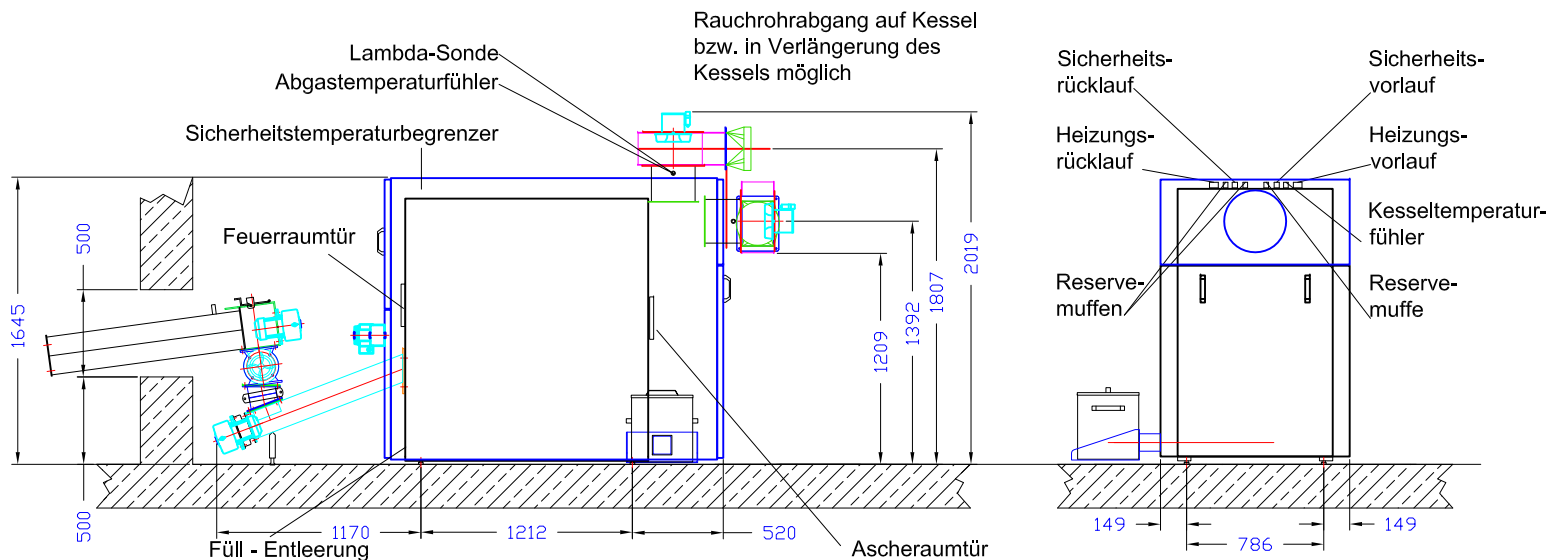 Rauchrohrabgang auf Kessel
bzw. in Verlängerung des
Kessels möglich
Lambda-Sonde
Abgastemperaturfühler
Sicherheitstemperaturbegrenzer
Feuerraumtür
500
1645
500
2019
1807
1392
1209
1170
1212
520
Füll - Entleerung
Ascheraumtür
Sicherheits-
rücklauf
Sicherheits-
vorlauf
Heizungs-
rücklauf
Heizungs-
vorlauf
Kesseltemperatur-
fühler
Reserve-
muffen
Reserve-
muffe
149
786
149